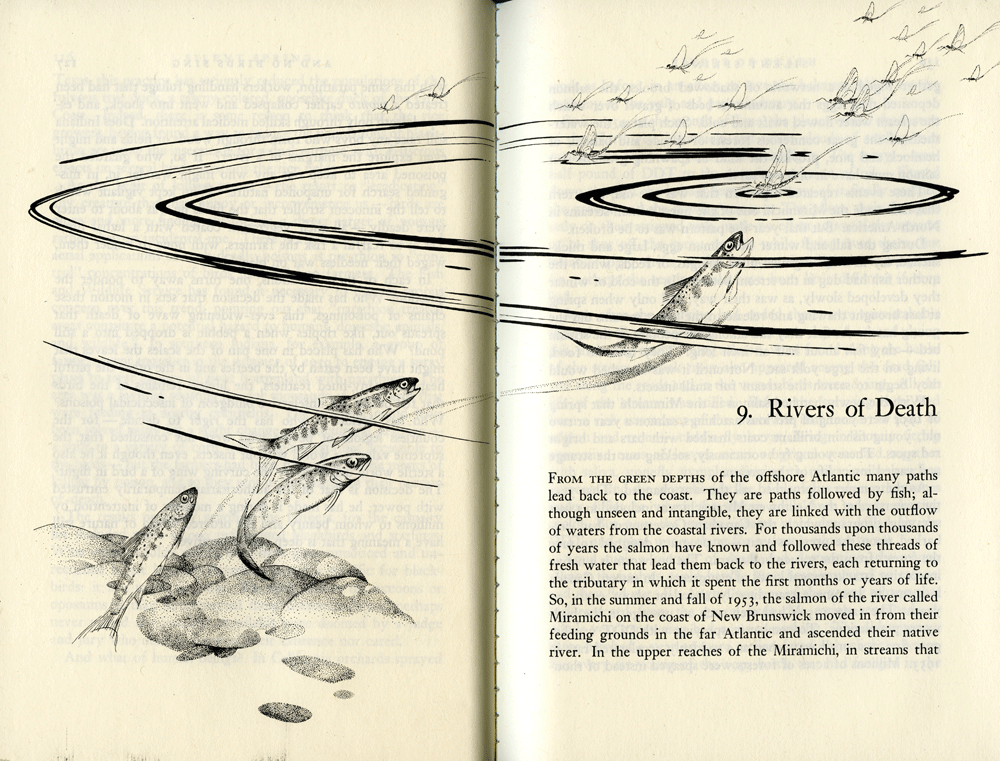 9. Rivers of Death
FROM THE GREEN DEPTHS of the offshore Atlantic many paths
lead back to the coast. They are paths followed by fish; al-
though unseen and intangible, they are linked with the outflow
of waters from the coastal rivers. For thousands upon thousands
of years the salmon have known and followed these threads of
fresh water that lead them back to the rivers, each returning to
the tributary in which it spent the first months or years of life.
So, in the summer and fall of 1953, the salmon of the river called
Miramichi on the coast of New Brunswick moved in from their
feeding grounds in the far Atlantic and ascended their native
river. In the upper reaches of the Miramichi, in streams that